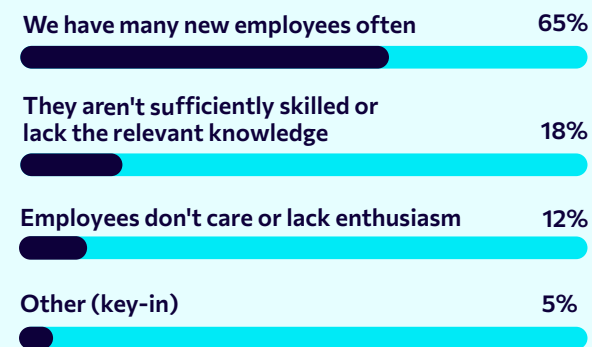 We have many new employees often 65%
They aren't sufficiently skilled or
lack the relevant knowledge 18%
Employees don't care or lack enthusiasm 12%
Other (key-in) 5%